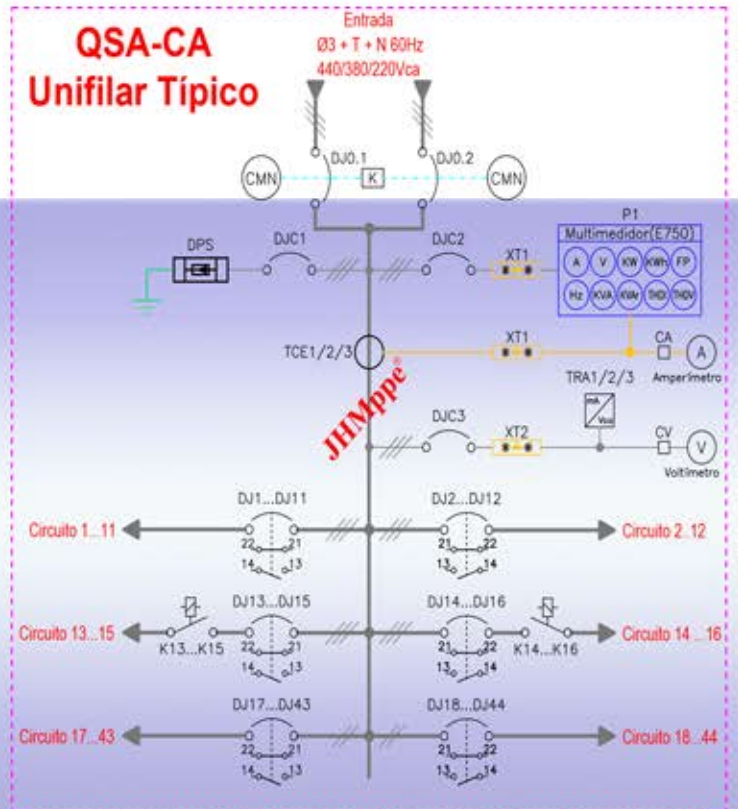 QSA-CA
Unifilar Típico
Entrada
Ø3 + T + N 60Hz
440/380/220Vca
DJ0.1
DJ0.2
CMN
K
CMN
P1
Multimedidor(E750)
A V KW KWh FP
Hz KVA KVAr THDI THDV
DPS
DJC1
DJC2
XT1
TCE1/2/3
XT1
CA
A
Amperímetro
JHMppe®
TRA1/2/3
mA
Vca
DJC3
XT2
CV
V
Voltímetro
DJ1...DJ11
DJ2...DJ12
Circuito 1...11
Circuito 2..12
22 21
21 22
14 13
13 14
DJ13...DJ15
DJ14...DJ16
Circuito 13...15
Circuito 14 ...16
K13...K15
22 21
21 22
K14...K16
14 13
13 14
DJ17...DJ43
DJ18...DJ44
Circuito 17...43
Circuito 18..44
22 21
21 22
14 13
13 14